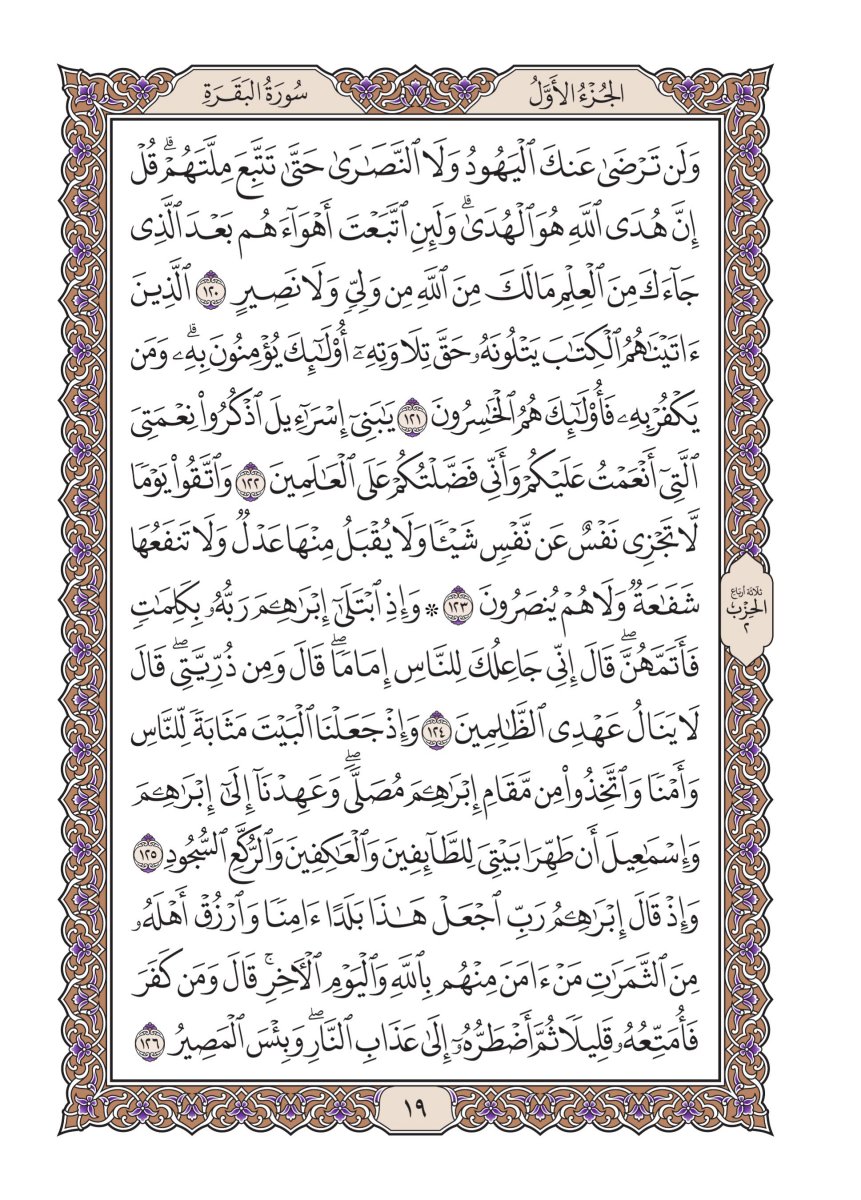 الجُزْءُ الأَوَّلُ
سُورَةُ البَقَرَةِ
وَلَن تَرْضَىٰ عَنكَ ٱلْيَهُودُ وَلَا ٱلنَّصَٰرَىٰ حَتَّىٰ تَتَّبِعَ مِلَّتَهُمْۗ قُلْ
إِنَّ هُدَى ٱللَّهِ هُوَ ٱلْهُدَىٰۗ وَلَئِنِ ٱتَّبَعْتَ أَهْوَآءَهُم بَعْدَ ٱلَّذِى
جَآءَكَ مِنَ ٱلْعِلْمِ مَا لَكَ مِنَ ٱللَّهِ مِن وَلِىٍّ وَلَا نَصِيرٍ ١٢٠ ٱلَّذِينَ
ءَاتَيْنَٰهُمُ ٱلْكِتَٰبَ يَتْلُونَهُۥ حَقَّ تِلَاوَتِهِۦٓ أُو۟لَٰٓئِكَ يُؤْمِنُونَ بِهِۦۗ وَمَن
يَكْفُرْ بِهِۦ فَأُو۟لَٰٓئِكَ هُمُ ٱلْخَٰسِرُونَ ١٢١ يَٰبَنِىٓ إِسْرَٰٓءِيلَ ٱذْكُرُوا۟ نِعْمَتِىَ
ٱلَّتِىٓ أَنْعَمْتُ عَلَيْكُمْ وَأَنِّى فَضَّلْتُكُمْ عَلَى ٱلْعَٰلَمِينَ ١٢٢ وَٱتَّقُوا۟ يَوْمًا
لَّا تَجْزِى نَفْسٌ عَن نَّفْسٍ شَيْـًٔا وَلَا يُقْبَلُ مِنْهَا عَدْلٌ وَلَا تَنفَعُهَا
شَفَٰعَةٌ وَلَا هُمْ يُنصَرُونَ ١٢٣ * وَإِذِ ٱبْتَلَىٰٓ إِبْرَٰهِـۧمَ رَبُّهُۥ بِكَلِمَٰتٍ
فَأَتَمَّهُنَّۖ قَالَ إِنِّى جَاعِلُكَ لِلنَّاسِ إِمَامًاۖ قَالَ وَمِن ذُرِّيَّتِىۖ قَالَ
لَا يَنَالُ عَهْدِى ٱلظَّٰلِمِينَ ١٢٤ وَإِذْ جَعَلْنَا ٱلْبَيْتَ مَثَابَةً لِّلنَّاسِ
وَأَمْنًا وَٱتَّخِذُوا۟ مِن مَّقَامِ إِبْرَٰهِـۧمَ مُصَلًّىۖ وَعَهِدْنَآ إِلَىٰٓ إِبْرَٰهِـۧمَ
وَإِسْمَٰعِيلَ أَن طَهِّرَا بَيْتِىَ لِلطَّآئِفِينَ وَٱلْعَٰكِفِينَ وَٱلرُّكَّعِ ٱلسُّجُودِ ١٢٥
وَإِذْ قَالَ إِبْرَٰهِـۧمُ رَبِّ ٱجْعَلْ هَٰذَا بَلَدًا ءَامِنًا وَٱرْزُقْ أَهْلَهُۥ
مِنَ ٱلثَّمَرَٰتِ مَنْ ءَامَنَ مِنْهُم بِٱللَّهِ وَٱلْيَوْمِ ٱلْـَٔاخِرِۚ قَالَ وَمَن كَفَرَ
فَأُمَتِّعُهُۥ قَلِيلًا ثُمَّ أَضْطَرُّهُۥٓ إِلَىٰ عَذَابِ ٱلنَّارِۖ وَبِئْسَ ٱلْمَصِيرُ ١٢٦
ثلاثة أرباع
الحِزْب
٢
١٩